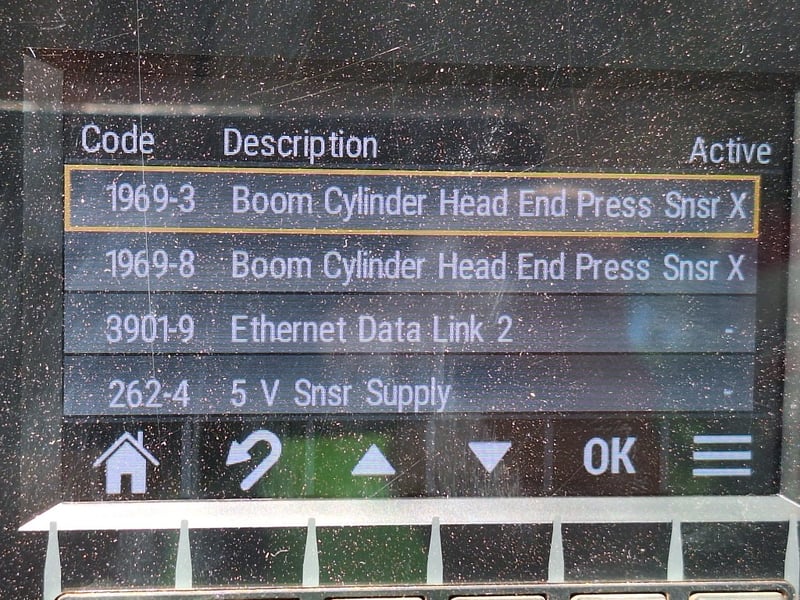 Code Description Active
1969-3 Boom Cylinder Head End Press Snsr X
1969-8 Boom Cylinder Head End Press Snsr X
3901-9 Ethernet Data Link 2 -
262-4 5 V Snsr Supply -
OK